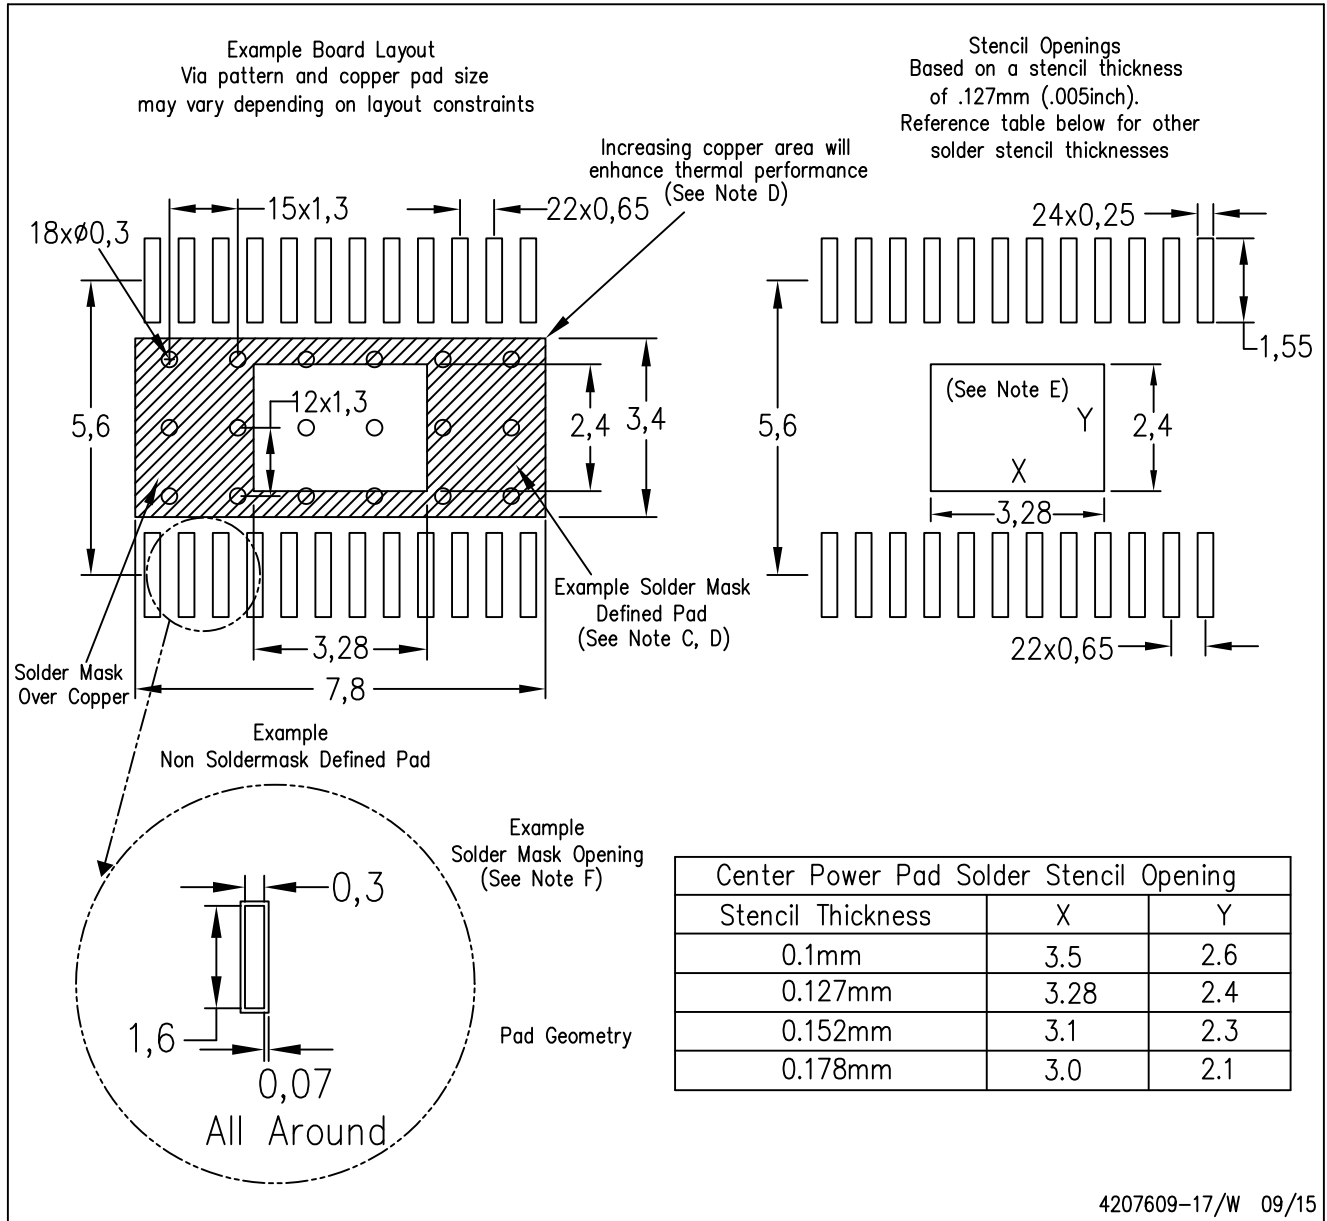 Example Board Layout
Via pattern and copper pad size
may vary depending on layout constraints
Stencil Openings
Based on a stencil thickness
of .127mm (.005inch).
Reference table below for other
solder stencil thicknesses
Increasing copper area will
enhance thermal performance
(See Note D)
15x1,3
22x0,65
18xø0,3
24x0,25
1,55
12x1,3
5,6
2,4
3,4
5,6
(See Note E)
Y
X
2,4
3,28
Example Solder Mask
Defined Pad
(See Note C, D)
3,28
22x0,65
Solder Mask
Over Copper
7,8
Example
Non Soldermask Defined Pad
Example
Solder Mask Opening
(See Note F)
0,3
1,6
Pad Geometry
0,07
All Around
Center Power Pad Solder Stencil Opening
Stencil Thickness X Y
0.1mm 3.5 2.6
0.127mm 3.28 2.4
0.152mm 3.1 2.3
0.178mm 3.0 2.1
4207609-17/W 09/15